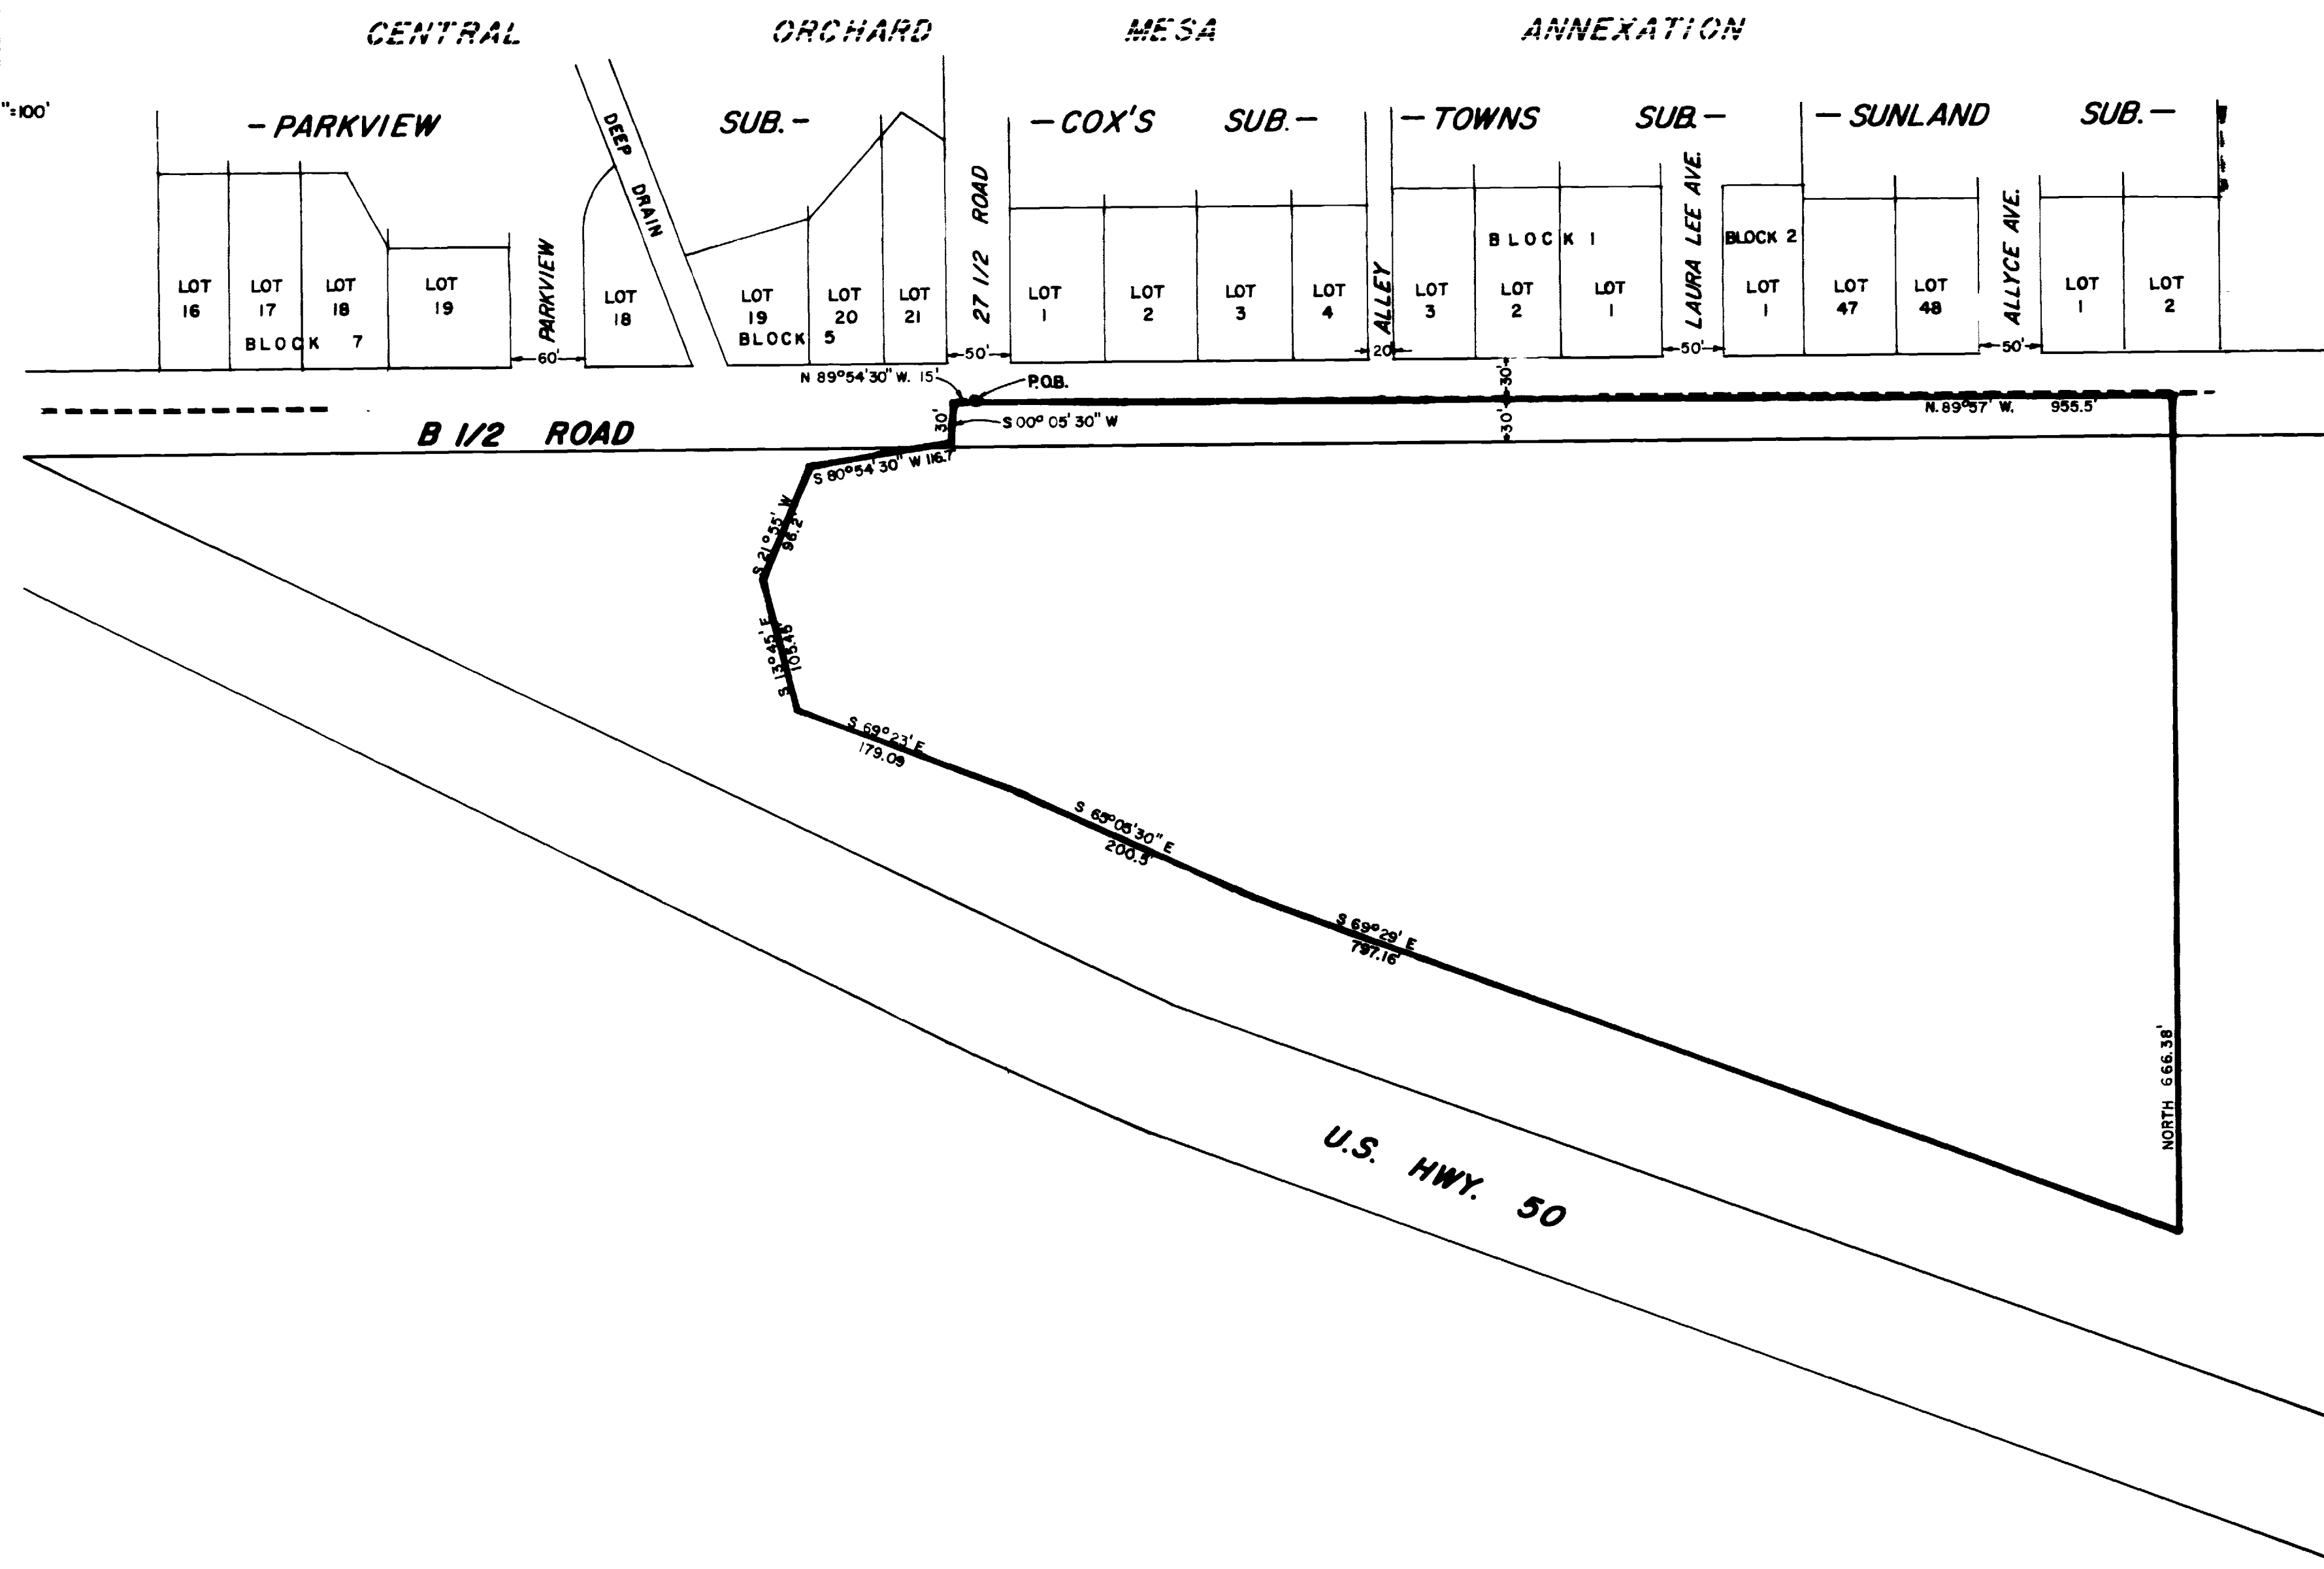 CENTRAL ORCHARD MESA ANNEXATION
"=100'
-PARKVIEW SUB.-
-COX'S SUB.-
-TOWNS SUB.-
-SUNLAND SUB.-
DEEP DRAIN
LOT 16
LOT 17
LOT 18
LOT 19
BLOCK 7
PARKVIEW
60'
LOT 18
LOT 19
LOT 20
LOT 21
BLOCK 5
27 1/2 ROAD
50'
LOT 1
LOT 2
LOT 3
LOT 4
ALLEY
20'
BLOCK 1
LOT 3
LOT 2
LOT 1
LAURA LEE AVE.
50'
BLOCK 2
LOT 1
LOT 47
LOT 48
ALLYCE AVE.
50'
LOT 1
LOT 2
N 89°54'30" W. 15'
P.O.B.
30'
30'
30'
S 00° 05' 30" W
N. 89°57' W. 955.5'
B 1/2 ROAD
S 80°54'30" W 116.7'
S 21°55' W
96.2'
S 13°45' E
105.45
S 69°23' E
179.09
S 65°05'30" E
200.5'
S 69°29' E
797.16'
NORTH 666.38'
U.S. HWY. 50